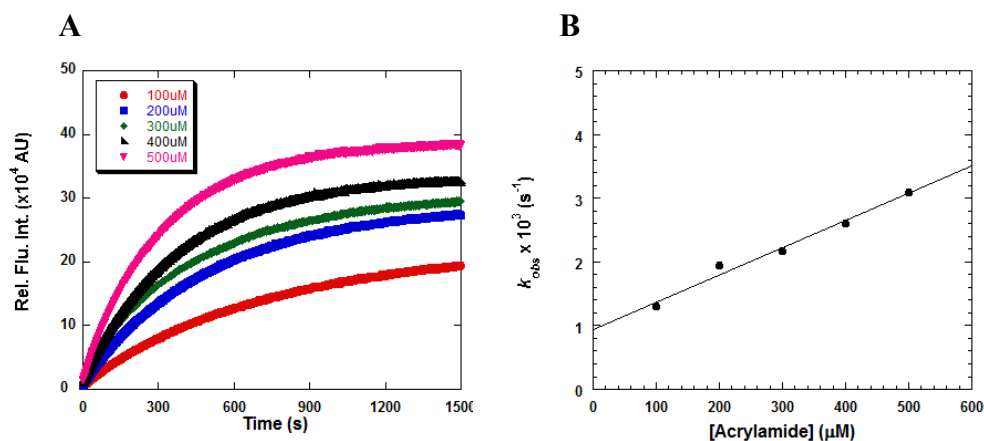 A
Rel. Flu. Int. (x10⁴ AU)
50
40
30
20
10
0
100uM
200uM
300uM
400uM
500uM
0 300 600 900 1200 1500
Time (s)
B
k_obs x 10³ (s⁻¹)
5
4
3
2
1
0
0 100 200 300 400 500 600
[Acrylamide] (μM)